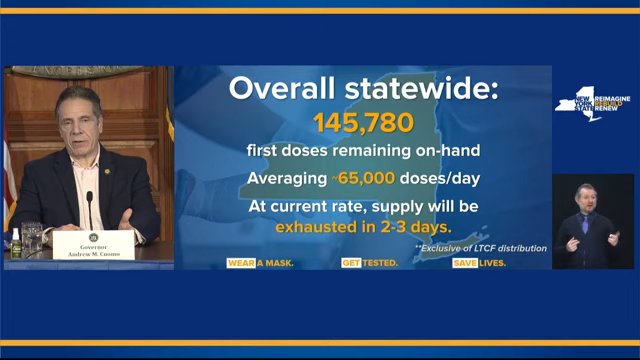 Overall statewide:
145,780
first doses remaining on-hand
Averaging ~65,000 doses/day
At current rate, supply will be
exhausted in 2-3 days.
**Exclusive of LTCF distribution
WEAR A MASK. GET TESTED. SAVE LIVES.
Governor
Andrew M. Cuomo
NEW
YORK
STATE
REIMAGINE
REBUILD
RENEW